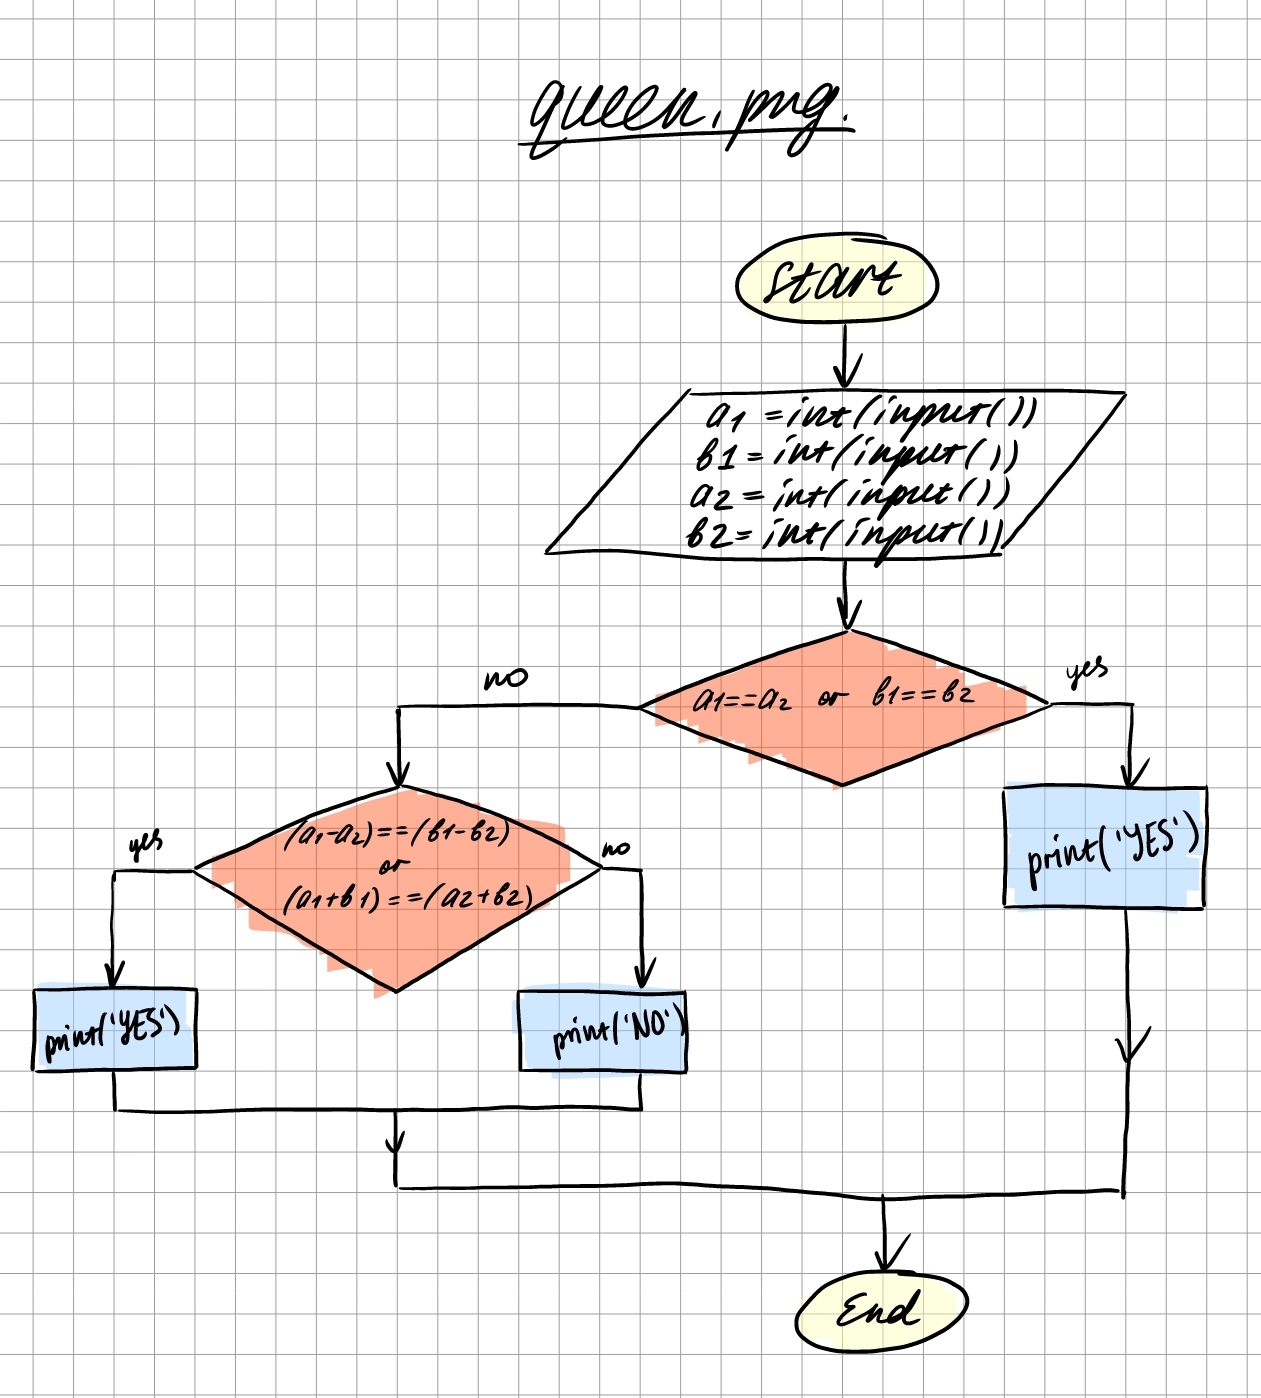 queen.png.
start
a1 = int(input())
b1 = int(input())
a2 = int(input())
b2 = int(input())
a1==a2 or b1==b2
no
yes
(a1-a2)==(b1-b2)
or
(a1+b1)==(a2+b2)
yes
no
print('YES')
print('YES')
print('NO')
End